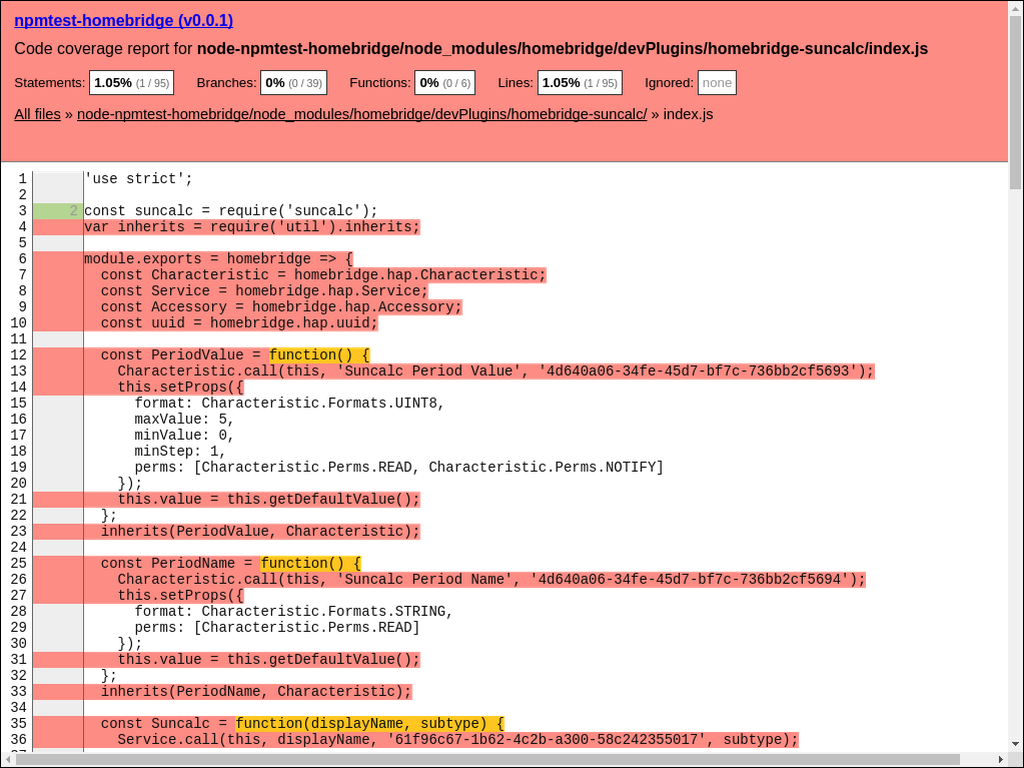 npmtest-homebridge (v0.0.1)
Code coverage report for node-npmtest-homebridge/node_modules/homebridge/devPlugins/homebridge-suncalc/index.js
Statements: 1.05% (1 / 95) Branches: 0% (0 / 39) Functions: 0% (0 / 6) Lines: 1.05% (1 / 95) Ignored: none
All files » node-npmtest-homebridge/node_modules/homebridge/devPlugins/homebridge-suncalc/ » index.js
1 'use strict';
2
3 2 const suncalc = require('suncalc');
4 var inherits = require('util').inherits;
5
6 module.exports = homebridge => {
7   const Characteristic = homebridge.hap.Characteristic;
8   const Service = homebridge.hap.Service;
9   const Accessory = homebridge.hap.Accessory;
10   const uuid = homebridge.hap.uuid;
11
12   const PeriodValue = function() {
13     Characteristic.call(this, 'Suncalc Period Value', '4d640a06-34fe-45d7-bf7c-736bb2cf5693');
14     this.setProps({
15       format: Characteristic.Formats.UINT8,
16       maxValue: 5,
17       minValue: 0,
18       minStep: 1,
19       perms: [Characteristic.Perms.READ, Characteristic.Perms.NOTIFY]
20     });
21     this.value = this.getDefaultValue();
22   };
23   inherits(PeriodValue, Characteristic);
24
25   const PeriodName = function() {
26     Characteristic.call(this, 'Suncalc Period Name', '4d640a06-34fe-45d7-bf7c-736bb2cf5694');
27     this.setProps({
28       format: Characteristic.Formats.STRING,
29       perms: [Characteristic.Perms.READ]
30     });
31     this.value = this.getDefaultValue();
32   };
33   inherits(PeriodName, Characteristic);
34
35   const Suncalc = function(displayName, subtype) {
36     Service.call(this, displayName, '61f96c67-1b62-4c2b-a300-58c242355017', subtype);